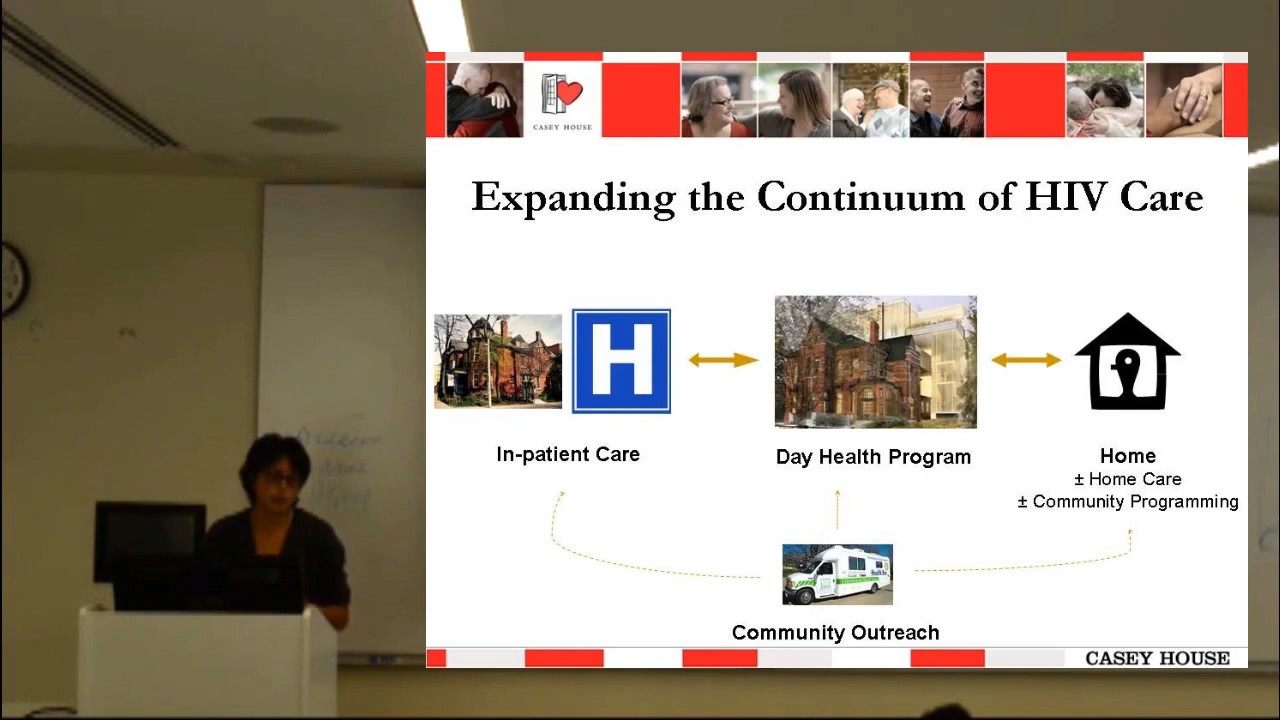 CASEY HOUSE
Expanding the Continuum of HIV Care
H
In-patient Care
Day Health Program
Home
± Home Care
± Community Programming
Community Outreach
CASEY HOUSE